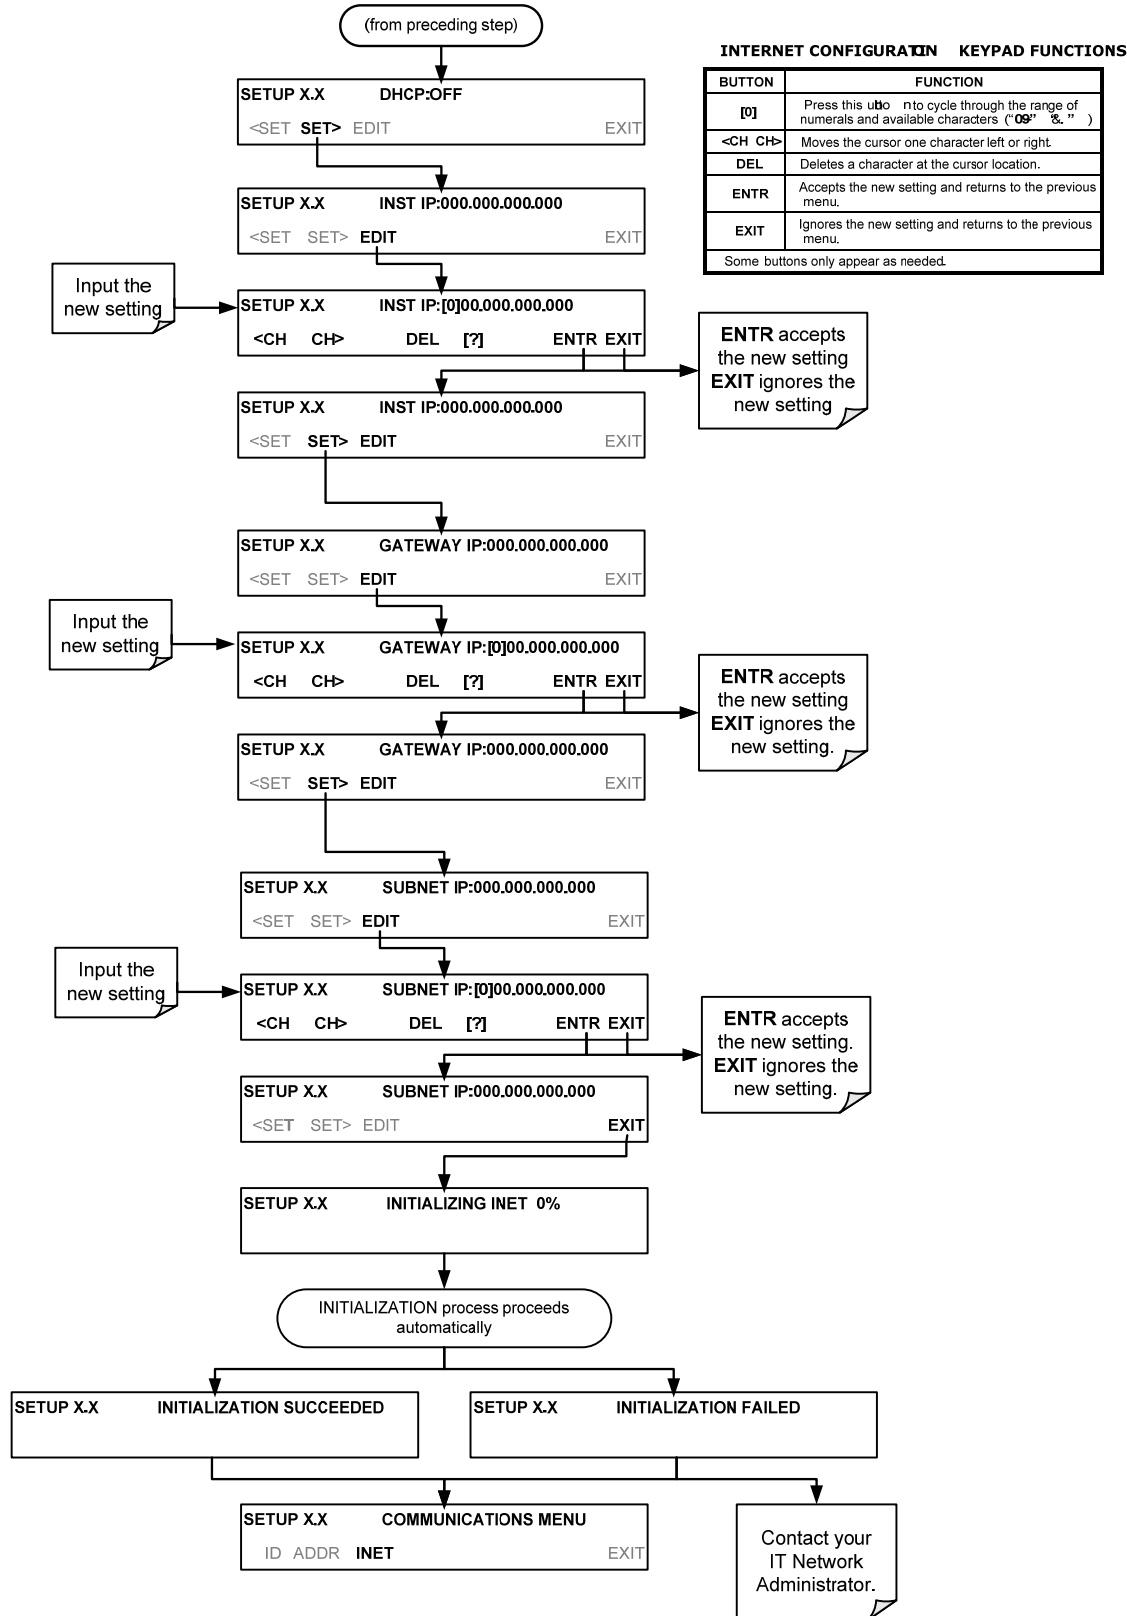 (from preceding step)
INTERNET CONFIGURATION KEYPAD FUNCTIONS
BUTTON FUNCTION
[0] Press this button to cycle through the range of
numerals and available characters ("09" "&. " )
<CH CH> Moves the cursor one character left or right.
DEL Deletes a character at the cursor location.
ENTR Accepts the new setting and returns to the previous
menu.
EXIT Ignores the new setting and returns to the previous
menu.
Some buttons only appear as needed.
SETUP X.X DHCP:OFF
<SET SET> EDIT EXIT
SETUP X.X INST IP:000.000.000.000
<SET SET> EDIT EXIT
Input the
new setting
SETUP X.X INST IP:[0]00.000.000.000
<CH CH> DEL [?] ENTR EXIT
ENTR accepts
the new setting
EXIT ignores the
new setting
SETUP X.X INST IP:000.000.000.000
<SET SET> EDIT EXIT
SETUP X.X GATEWAY IP:000.000.000.000
<SET SET> EDIT EXIT
Input the
new setting
SETUP X.X GATEWAY IP:[0]00.000.000.000
<CH CH> DEL [?] ENTR EXIT
ENTR accepts
the new setting
EXIT ignores the
new setting.
SETUP X.X GATEWAY IP:000.000.000.000
<SET SET> EDIT EXIT
SETUP X.X SUBNET IP:000.000.000.000
<SET SET> EDIT EXIT
Input the
new setting
SETUP X.X SUBNET IP:[0]00.000.000.000
<CH CH> DEL [?] ENTR EXIT
ENTR accepts
the new setting.
EXIT ignores the
new setting.
SETUP X.X SUBNET IP:000.000.000.000
<SET SET> EDIT EXIT
SETUP X.X INITIALIZING INET 0%
INITIALIZATION process proceeds
automatically
SETUP X.X INITIALIZATION SUCCEEDED
SETUP X.X INITIALIZATION FAILED
SETUP X.X COMMUNICATIONS MENU
ID ADDR INET EXIT
Contact your
IT Network
Administrator.